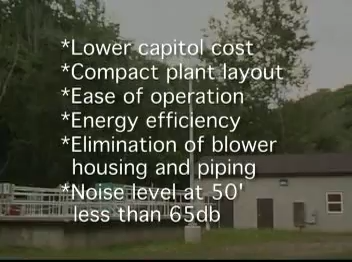 *Lower capitol cost
*Compact plant layout
*Ease of operation
*Energy efficiency
*Elimination of blower
housing and piping
*Noise level at 50'
less than 65db